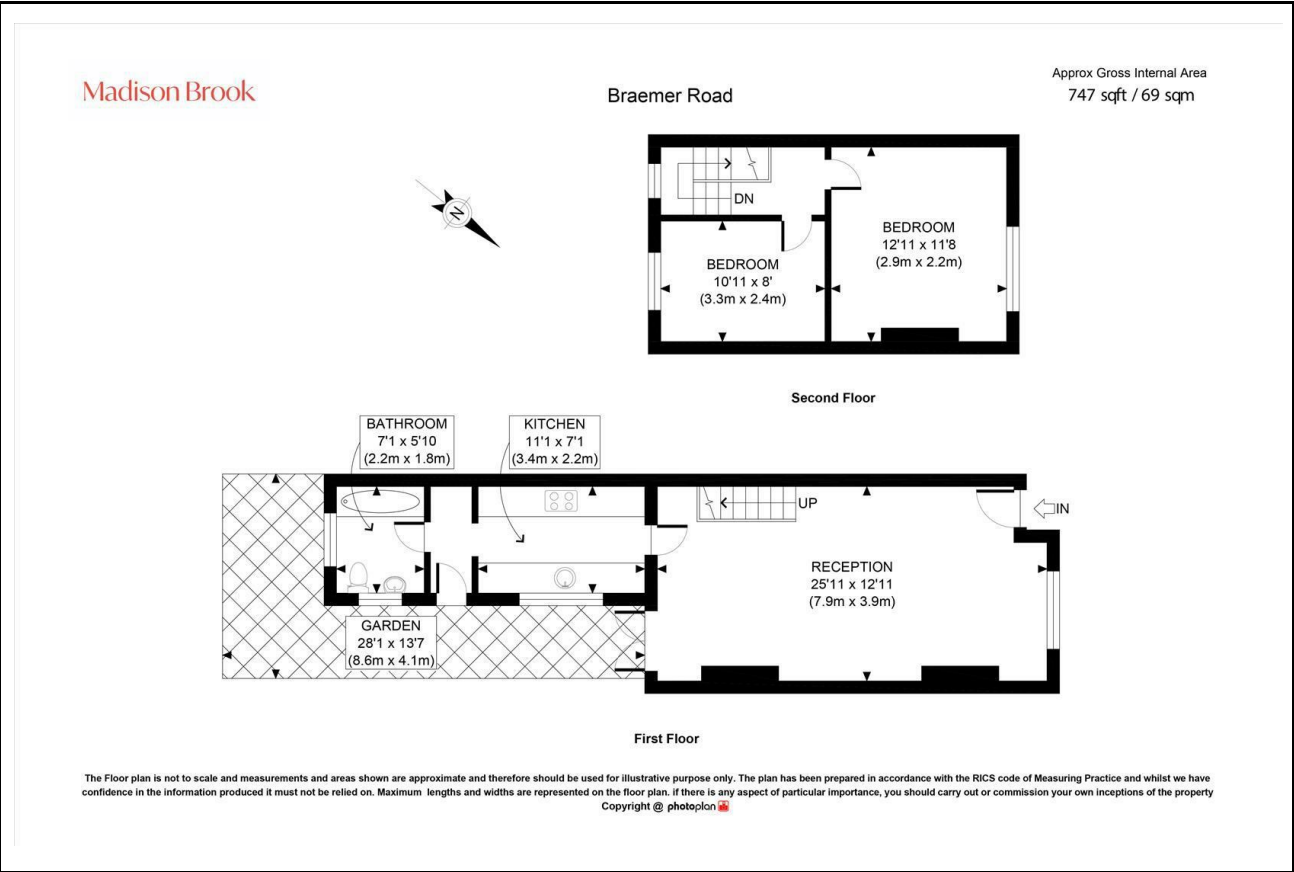 Madison Brook
Braemer Road
Approx Gross Internal Area
747 sqft / 69 sqm
N
DN
BEDROOM
12'11 x 11'8
(2.9m x 2.2m)
BEDROOM
10'11 x 8'
(3.3m x 2.4m)
Second Floor
BATHROOM
7'1 x 5'10
(2.2m x 1.8m)
KITCHEN
11'1 x 7'1
(3.4m x 2.2m)
UP
IN
RECEPTION
25'11 x 12'11
(7.9m x 3.9m)
GARDEN
28'1 x 13'7
(8.6m x 4.1m)
First Floor
The Floor plan is not to scale and measurements and areas shown are approximate and therefore should be used for illustrative purpose only. The plan has been prepared in accordance with the RICS code of Measuring Practice and whilst we have
confidence in the information produced it must not be relied on. Maximum lengths and widths are represented on the floor plan. if there is any aspect of particular importance, you should carry out or commission your own inceptions of the property
Copyright @ photoplan